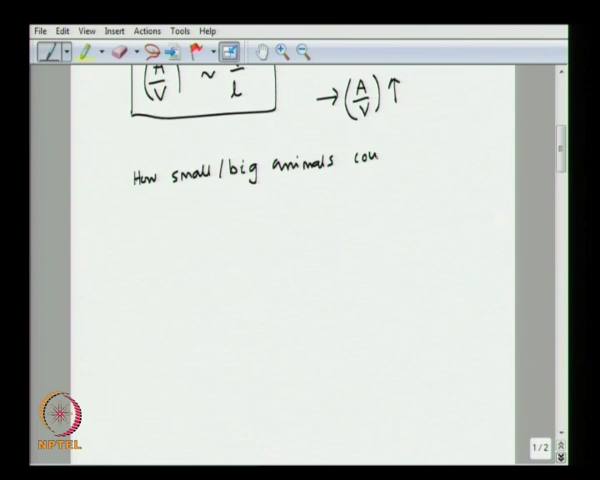 File Edit View Insert Actions Tools Help
(A/V) ~ 1/l
→ (A/V) ↑
How small/big animals cou
NPTEL
1/2